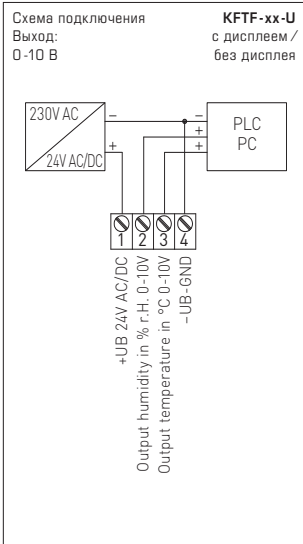 Схема подключения
Выход:
0-10 В
KFTF-xx-U
с дисплеем /
без дисплея
230V AC
24V AC/DC
–
+
–
+
+
PLC
PC
1
2
3
4
+UB 24V AC/DC
Output humidity in % r.H. 0-10V
Output temperature in °C 0-10V
–UB-GND